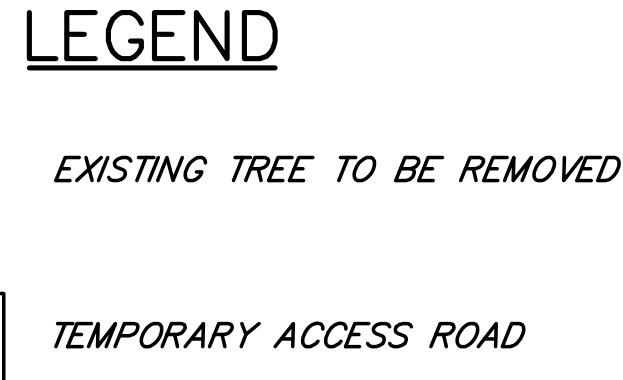 LEGEND
EXISTING TREE TO BE REMOVED
TEMPORARY ACCESS ROAD